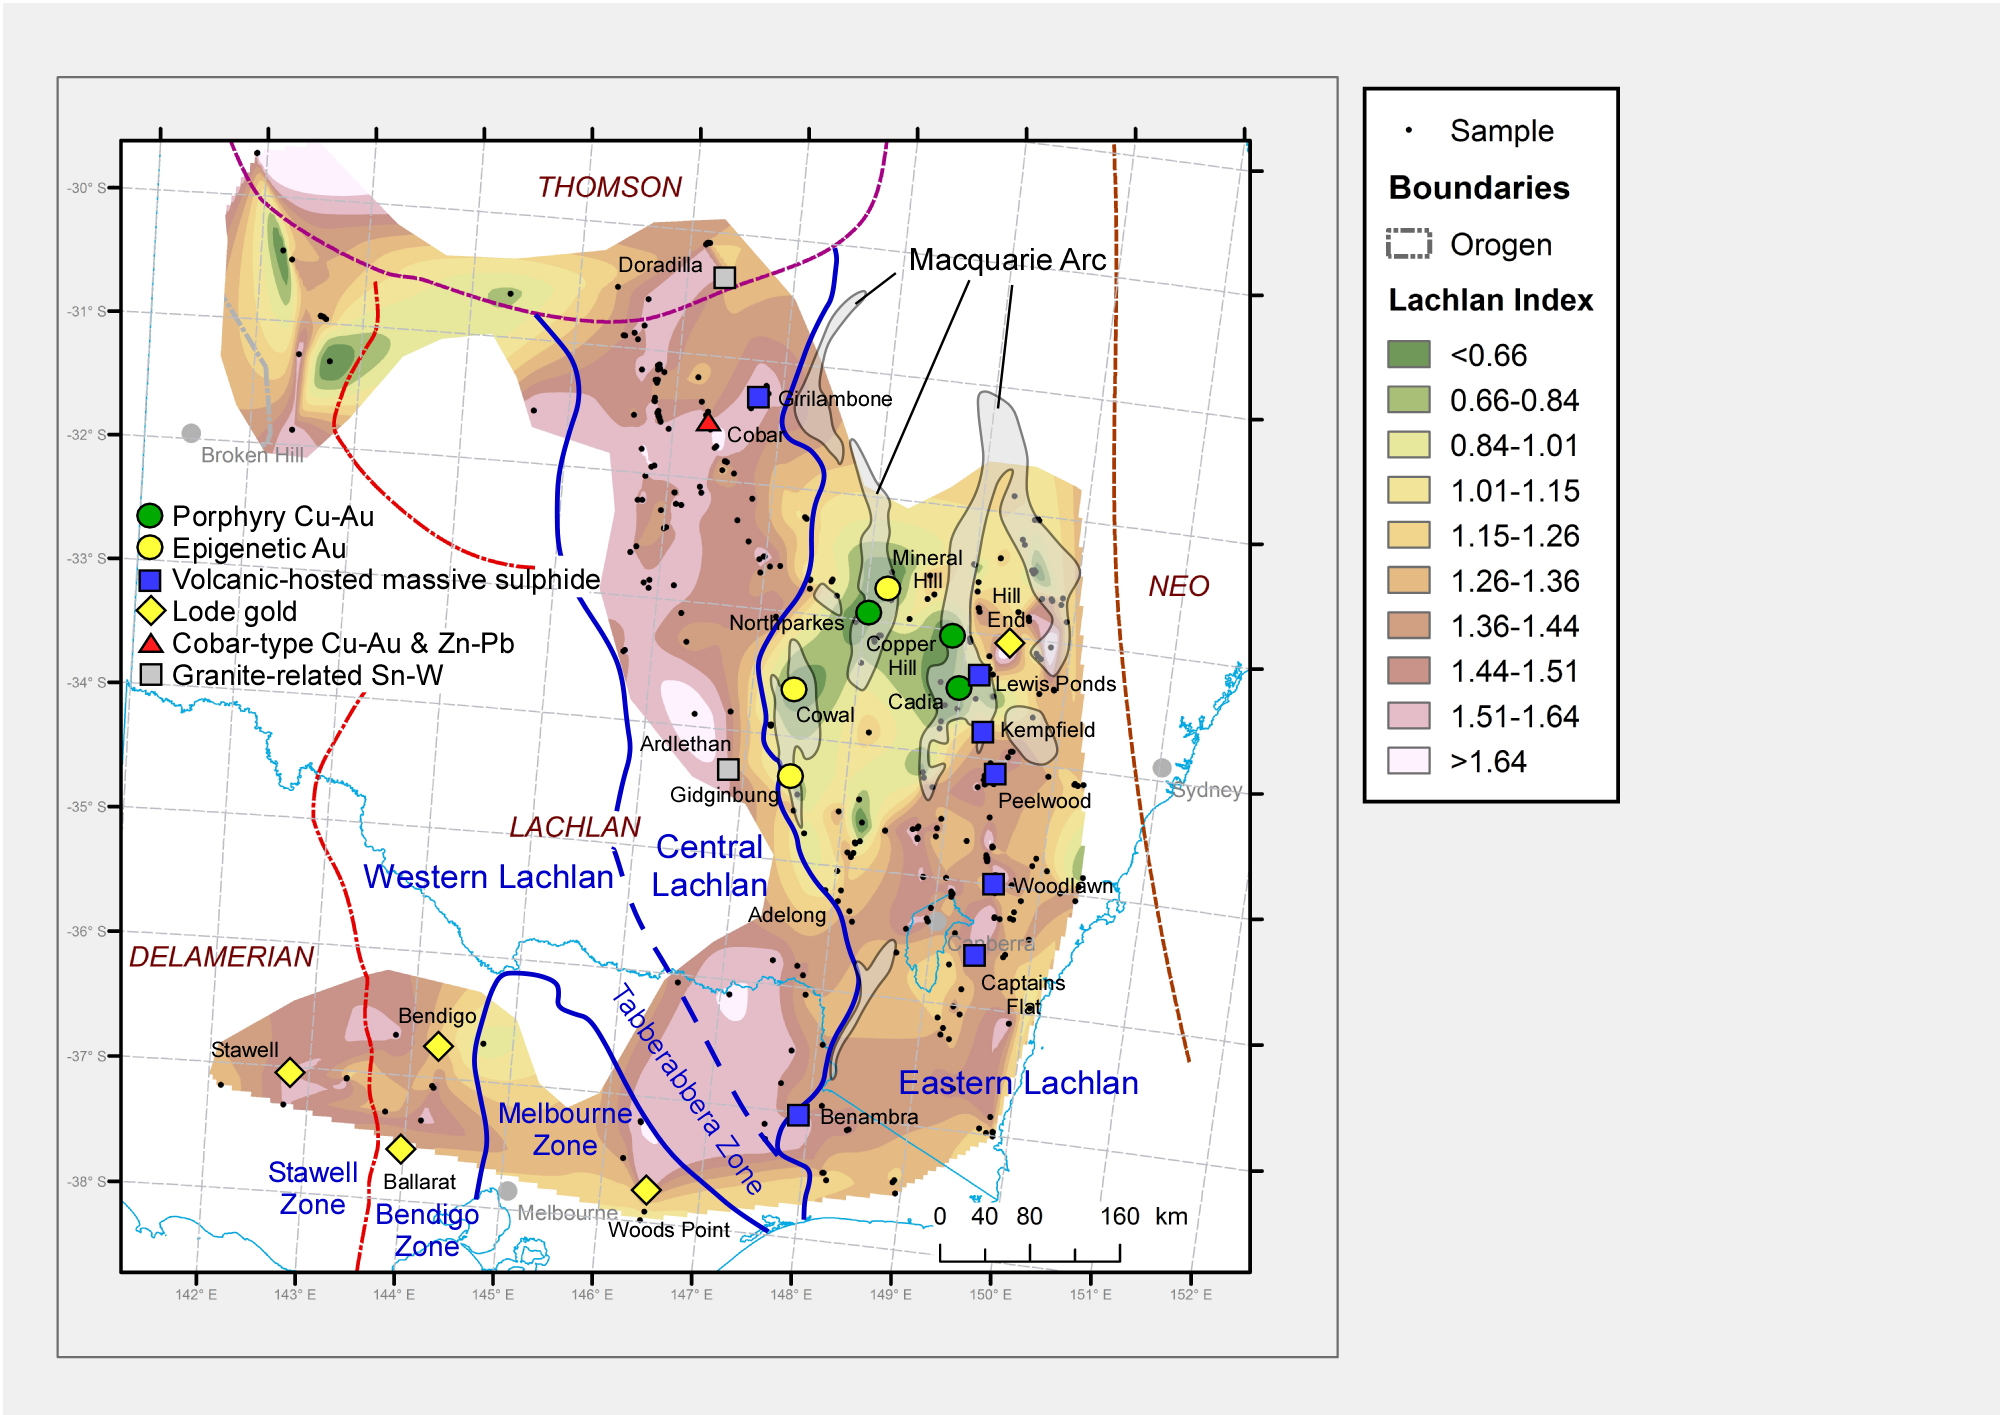 THOMSON
Macquarie Arc
Doradilla
Girilambone
Cobar
Broken Hill
Porphyry Cu-Au
Epigenetic Au
Volcanic-hosted massive sulphide
Lode gold
Cobar-type Cu-Au & Zn-Pb
Granite-related Sn-W
Mineral
Hill
NEO
Hill
End
Northparkes
Copper
Hill
Lewis Ponds
Cadia
Cowal
Kempfield
Ardlethan
Sydney
Gidginbung
Peelwood
LACHLAN
Central
Lachlan
Western Lachlan
Woodlawn
Adelong
DELAMERIAN
Canberra
Captains
Flat
Bendigo
Stawell
Tabberabbera Zone
Eastern Lachlan
Melbourne
Zone
Benambra
Stawell
Zone
Ballarat
Bendigo
Zone
Melbourne
Woods Point
0 40 80 160 km
-30° S
-31° S
-32° S
-33° S
-34° S
-35° S
-36° S
-37° S
-38° S
142° E 143° E 144° E 145° E 146° E 147° E 148° E 149° E 150° E 151° E 152° E
Sample
Boundaries
Orogen
Lachlan Index
<0.66
0.66-0.84
0.84-1.01
1.01-1.15
1.15-1.26
1.26-1.36
1.36-1.44
1.44-1.51
1.51-1.64
>1.64